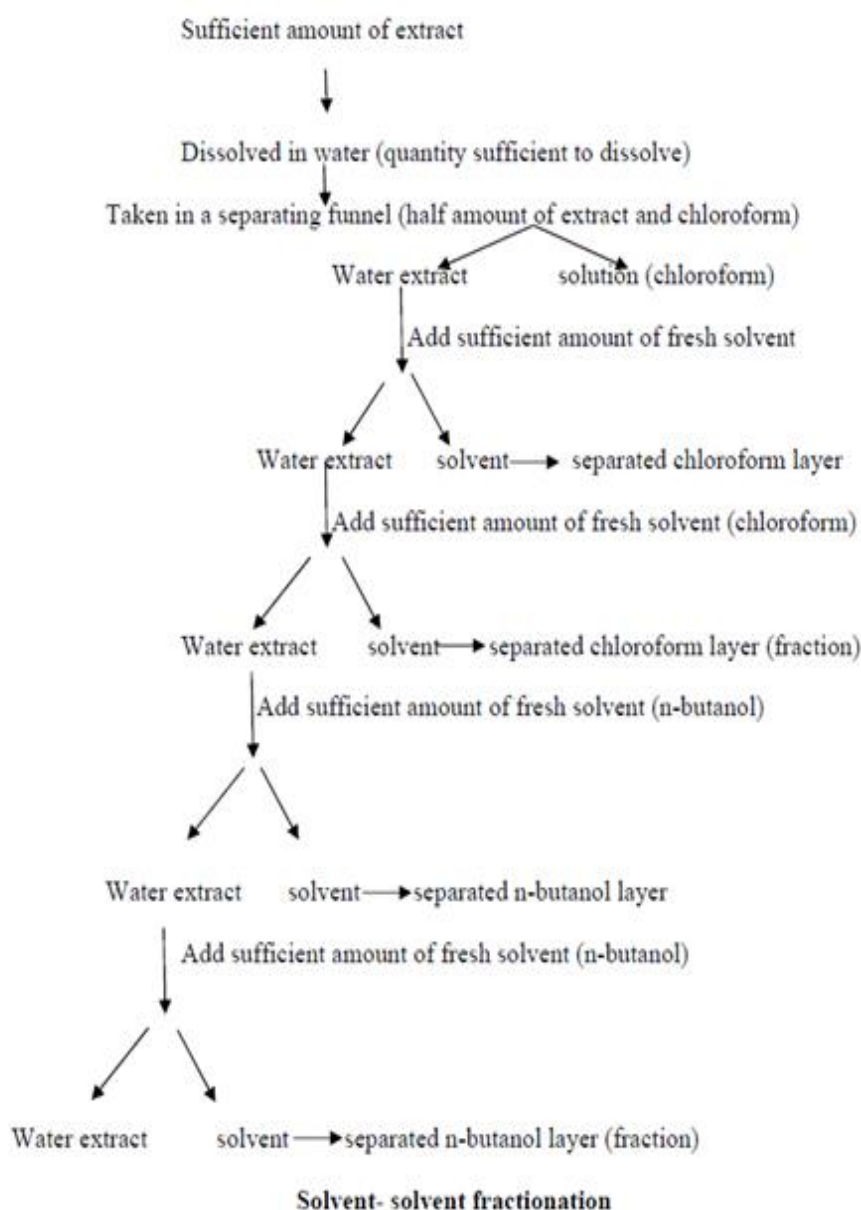 Sufficient amount of extract
Dissolved in water (quantity sufficient to dissolve)
Taken in a separating funnel (half amount of extract and chloroform)
Water extract solution (chloroform)
Add sufficient amount of fresh solvent
Water extract solvent separated chloroform layer
Add sufficient amount of fresh solvent (chloroform)
Water extract solvent separated chloroform layer (fraction)
Add sufficient amount of fresh solvent (n-butanol)
Water extract solvent separated n-butanol layer
Add sufficient amount of fresh solvent (n-butanol)
Water extract solvent separated n-butanol layer (fraction)
Solvent- solvent fractionation